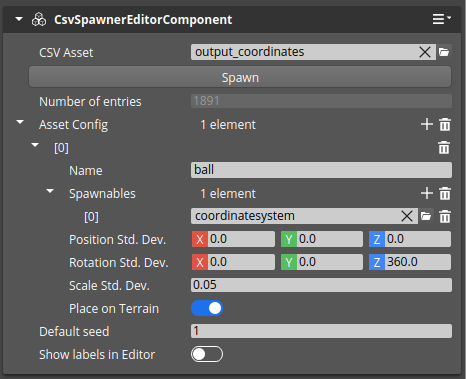 CsvSpawnerEditorComponent
CSV Asset output_coordinates
Spawn
Number of entries 1891
Asset Config 1 element
[0]
Name ball
Spawnables 1 element
[0] coordinatesystem
Position Std. Dev. X 0.0 Y 0.0 Z 0.0
Rotation Std. Dev. X 0.0 Y 0.0 Z 360.0
Scale Std. Dev. 0.05
Place on Terrain
Default seed 1
Show labels in Editor